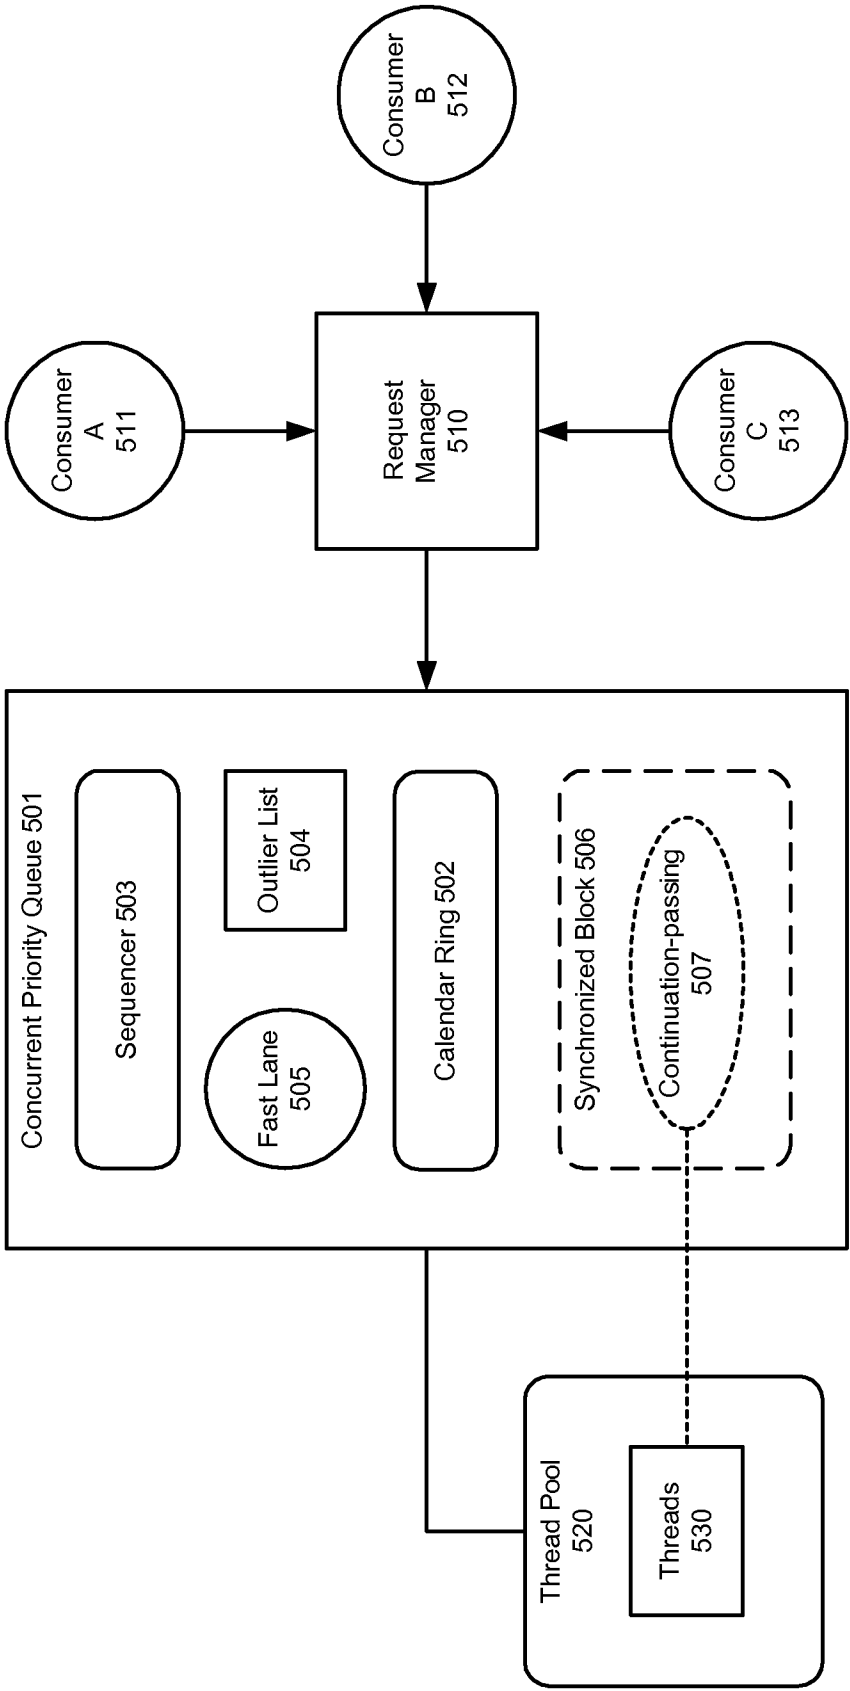 Concurrent Priority Queue 501
Sequencer 503
Fast Lane
505
Outlier List
504
Calendar Ring 502
Synchronized Block 506
Continuation-passing
507
Thread Pool
520
Threads
530
Consumer
A
511
Request
Manager
510
Consumer
B
512
Consumer
C
513